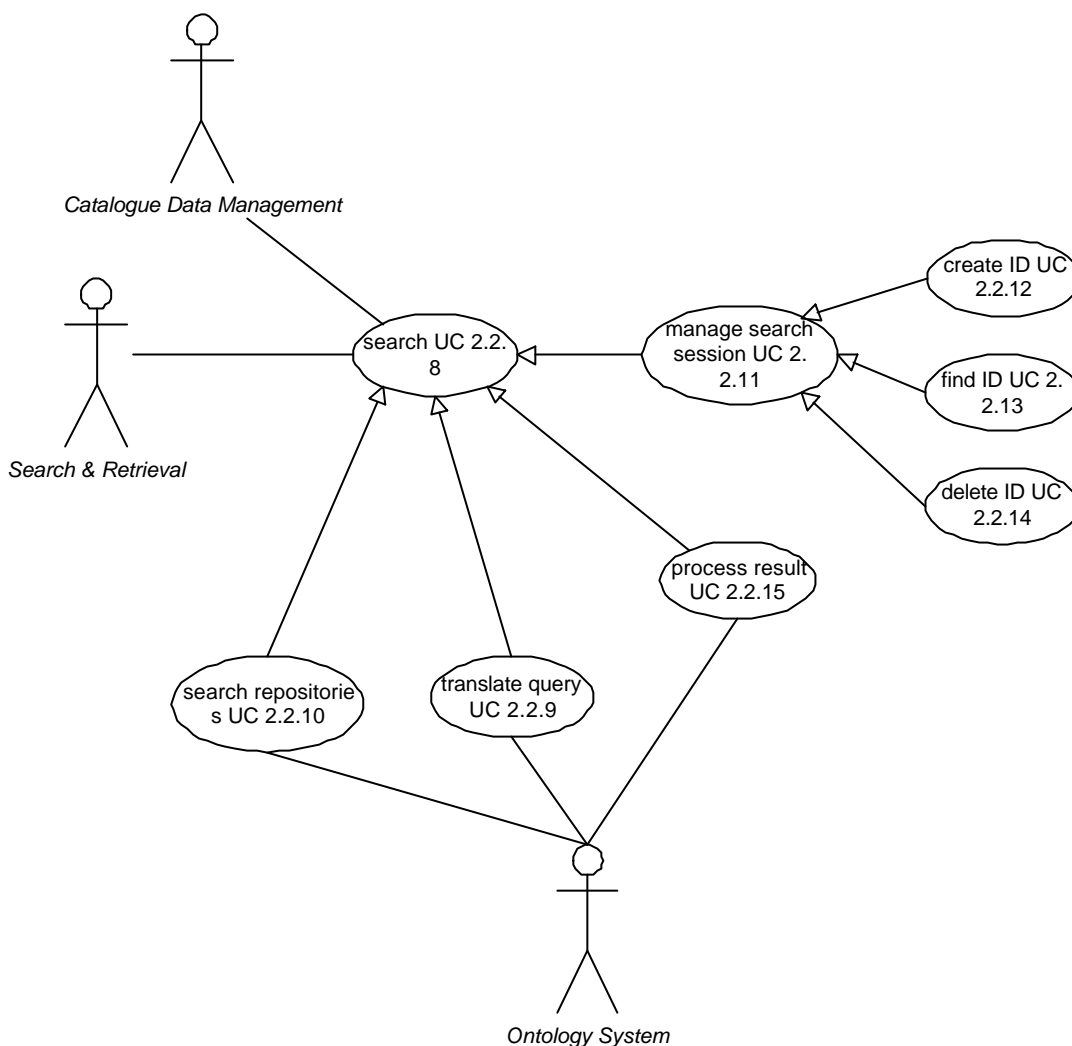 Catalogue Data Management
create ID UC
2.2.12
search UC 2.2.
8
manage search
session UC 2.
2.11
find ID UC 2.
2.13
Search & Retrieval
delete ID UC
2.2.14
process result
UC 2.2.15
search repositorie
s UC 2.2.10
translate query
UC 2.2.9
Ontology System